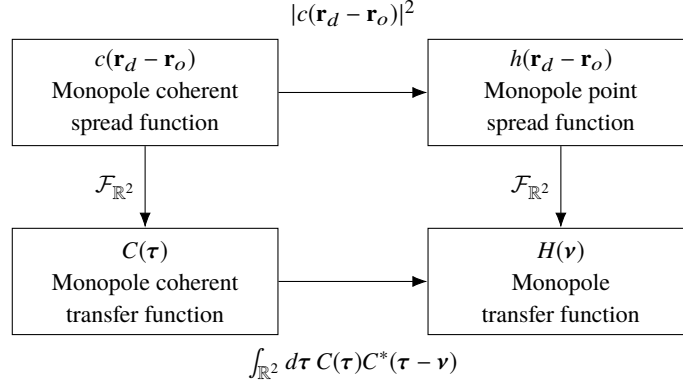 |c(𝐫_d − 𝐫_o)|²
c(𝐫_d − 𝐫_o)
Monopole coherent
spread function
h(𝐫_d − 𝐫_o)
Monopole point
spread function
ℱ_ℝ²
ℱ_ℝ²
C(𝝉)
Monopole coherent
transfer function
H(𝝂)
Monopole
transfer function
∫_ℝ² d𝝉 C(𝝉)C*(𝝉 − 𝝂)